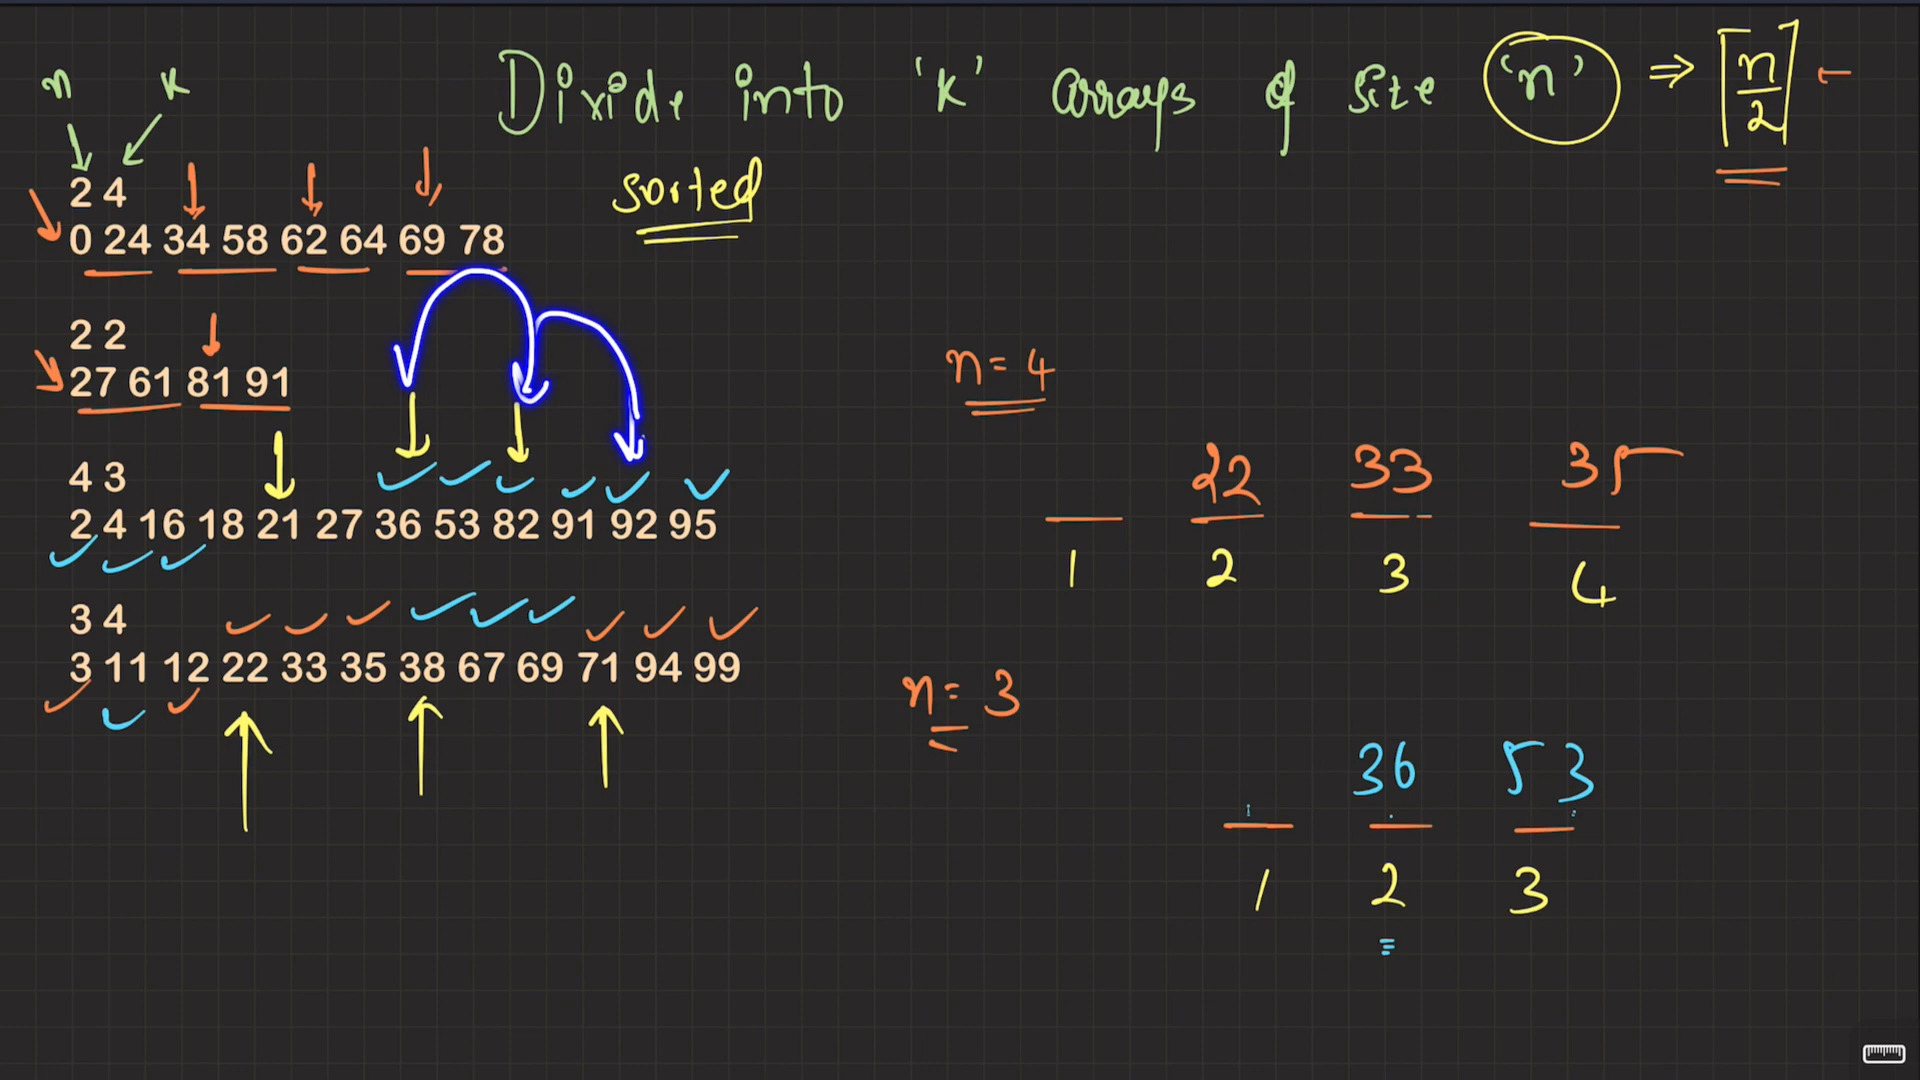 n k Divide into 'k' arrays of size 'n' ⇒ ⌈n/2⌉ ←
sorted
2 4
0 24 34 58 62 64 69 78
2 2
27 61 81 91
4 3
2 4 16 18 21 27 36 53 82 91 92 95
3 4
3 11 12 22 33 35 38 67 69 71 94 99
n = 4
22 33 35
1 2 3 4
n = 3
36 53
1 2 3